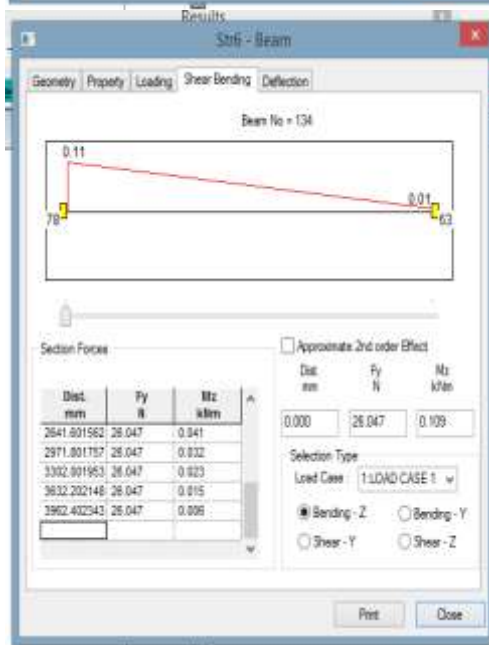 Results
Str6 - Beam
Geometry Property Loading Shear Bending Deflection
Beam No = 134
0.11
0.01
78
63
Section Forces
Approximate 2nd order Effect
Dist. Fy Mz
mm N kNm
Dist. Fy Mz
mm N kNm
0.000 26.047 0.109
2641.601562 26.047 0.041
2971.801757 26.047 0.032
3302.001953 26.047 0.023
3632.202148 26.047 0.015
3962.402343 26.047 0.006
Selection Type
Load Case 1:LOAD CASE 1
Bending - Z Bending - Y
Shear - Y Shear - Z
Print Close